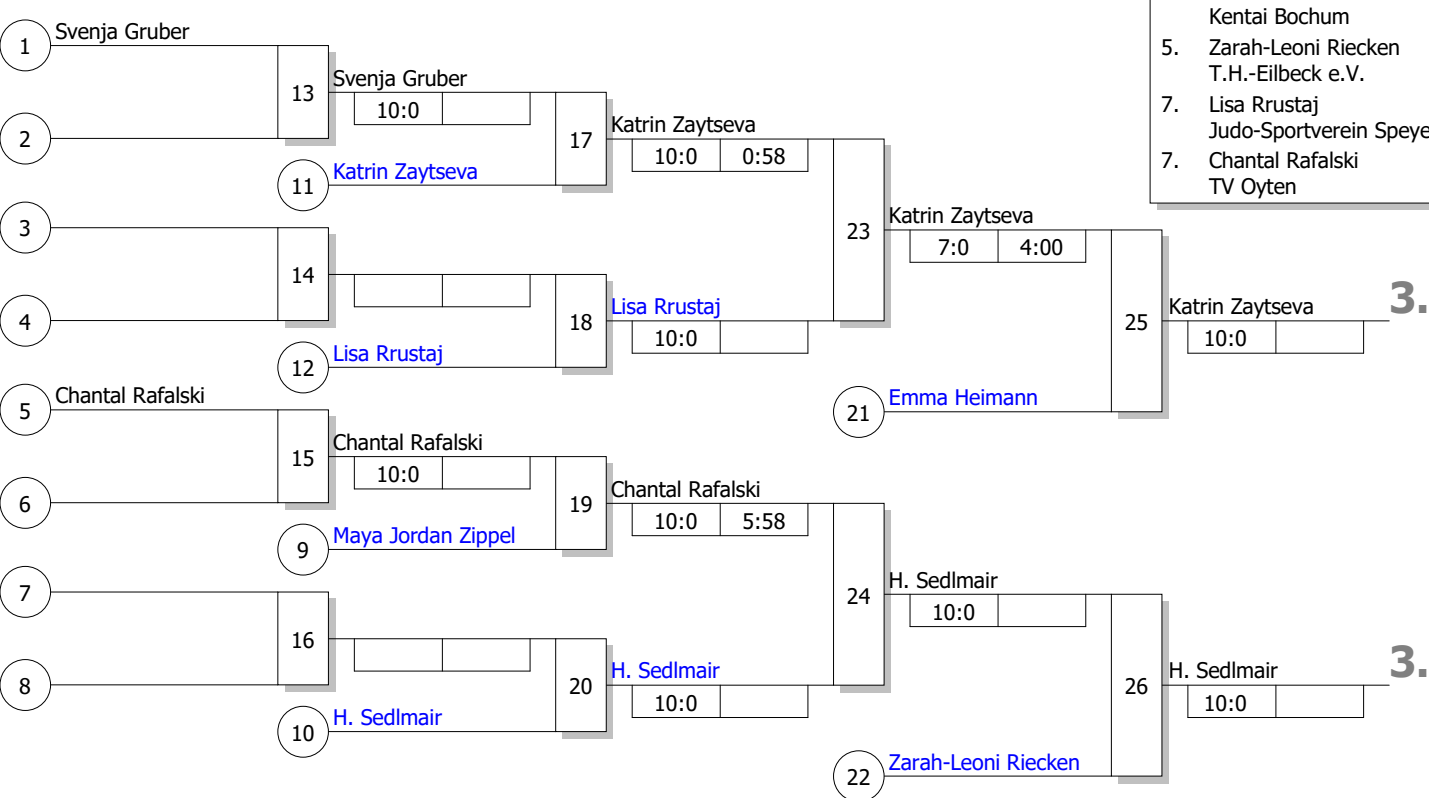 Kentai Bochum
5. Zarah-Leoni Riecken
T.H.-Eilbeck e.V.
7. Lisa Rrustaj
Judo-Sportverein Speye
7. Chantal Rafalski
TV Oyten
1 Svenja Gruber
2
13 Svenja Gruber
10:0
11 Katrin Zaytseva
17 Katrin Zaytseva
10:0 0:58
3
4
14
12 Lisa Rrustaj
18 Lisa Rrustaj
10:0
23 Katrin Zaytseva
7:0 4:00
21 Emma Heimann
25 Katrin Zaytseva 3.
10:0
5 Chantal Rafalski
6
15 Chantal Rafalski
10:0
9 Maya Jordan Zippel
19 Chantal Rafalski
10:0 5:58
7
8
16
10 H. Sedlmair
20 H. Sedlmair
10:0
24 H. Sedlmair
10:0
22 Zarah-Leoni Riecken
26 H. Sedlmair 3.
10:0